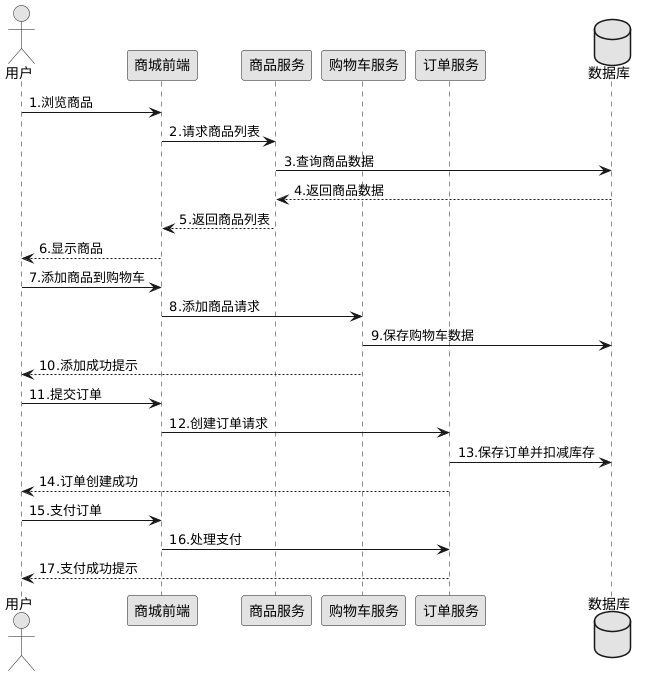 用户
商城前端
商品服务
购物车服务
订单服务
数据库
1.浏览商品
2.请求商品列表
3.查询商品数据
4.返回商品数据
5.返回商品列表
6.显示商品
7.添加商品到购物车
8.添加商品请求
9.保存购物车数据
10.添加成功提示
11.提交订单
12.创建订单请求
13.保存订单并扣减库存
14.订单创建成功
15.支付订单
16.处理支付
17.支付成功提示
用户
商城前端
商品服务
购物车服务
订单服务
数据库